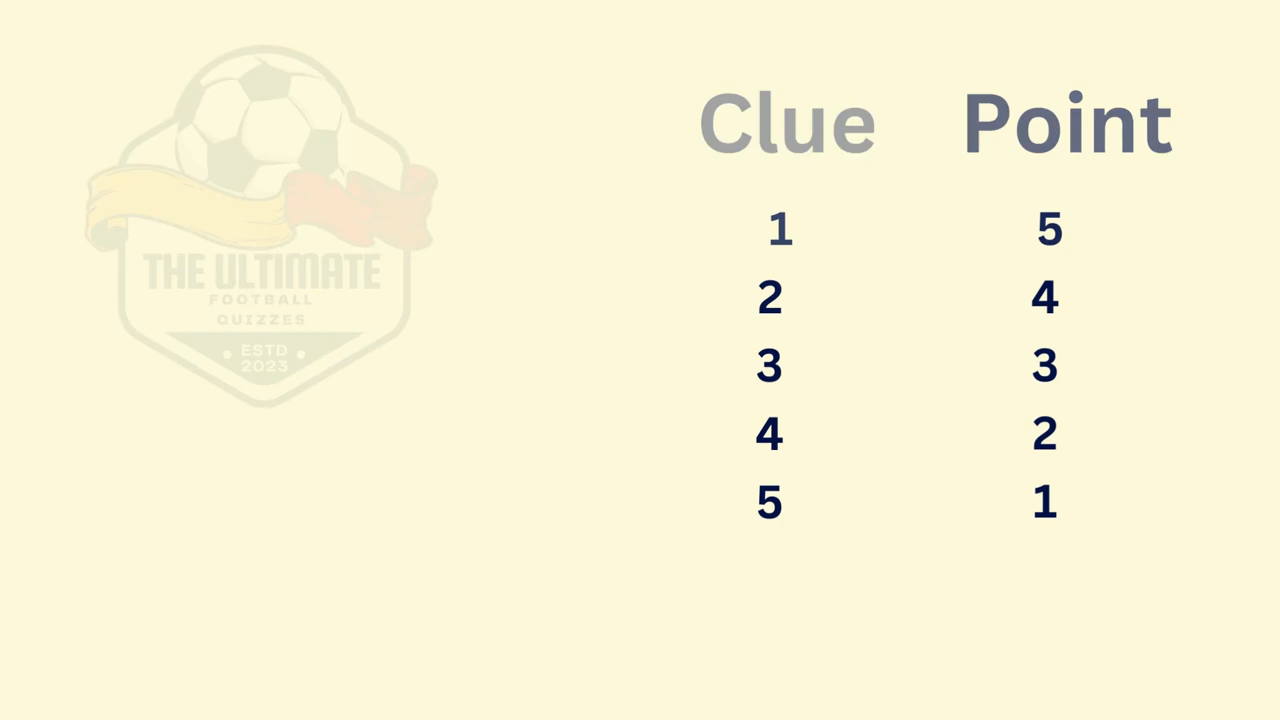 THE ULTIMATE
FOOTBALL
QUIZZES
ESTD
2023
Clue Point
1 5
2 4
3 3
4 2
5 1